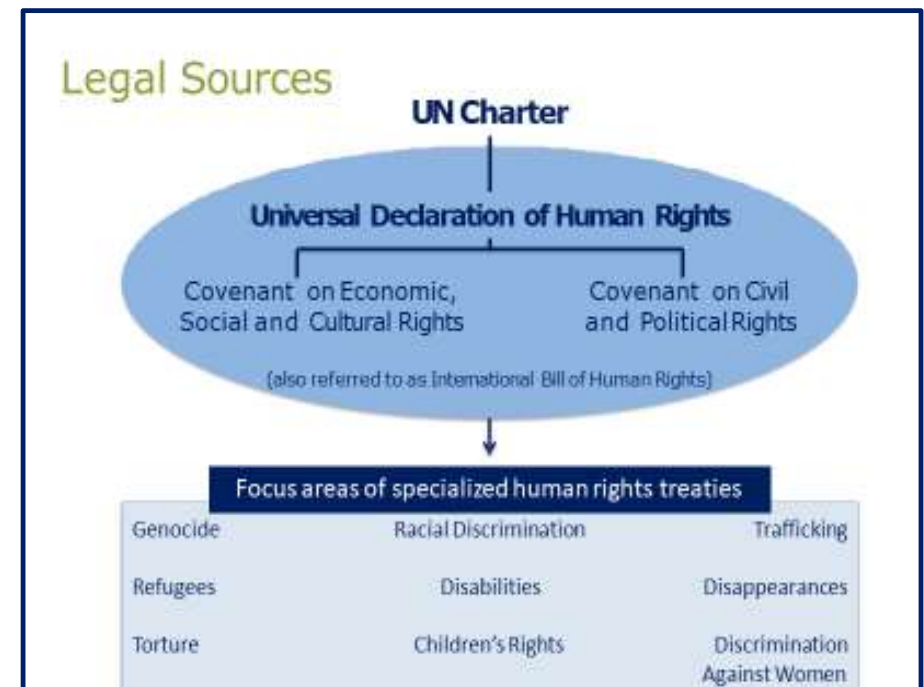 Legal Sources
UN Charter
Universal Declaration of Human Rights
Covenant on Economic,
Social and Cultural Rights
Covenant on Civil
and Political Rights
(also referred to as International Bill of Human Rights)
Focus areas of specialized human rights treaties
Genocide Racial Discrimination Trafficking
Refugees Disabilities Disappearances
Torture Children's Rights Discrimination
Against Women